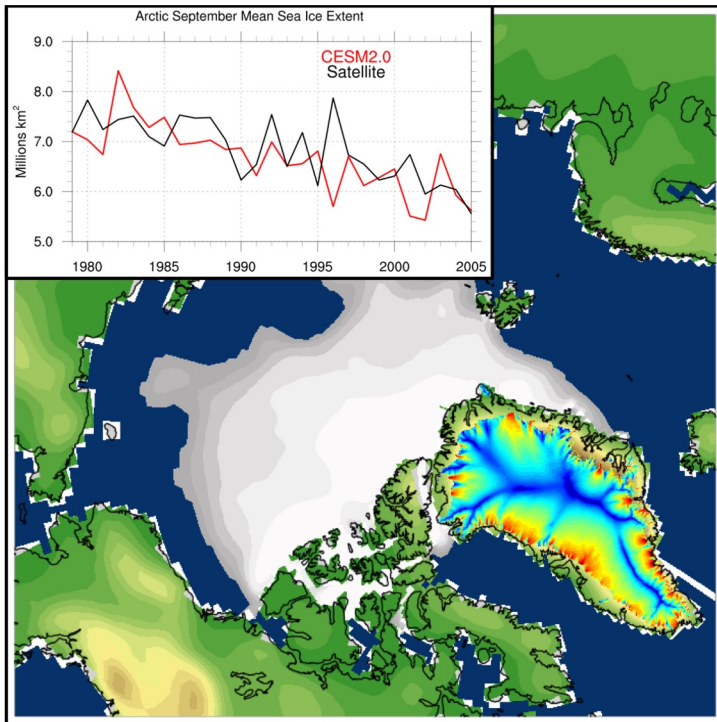 Arctic September Mean Sea Ice Extent
9.0
8.0
7.0
6.0
5.0
Millions km²
CESM2.0
Satellite
1980 1985 1990 1995 2000 2005